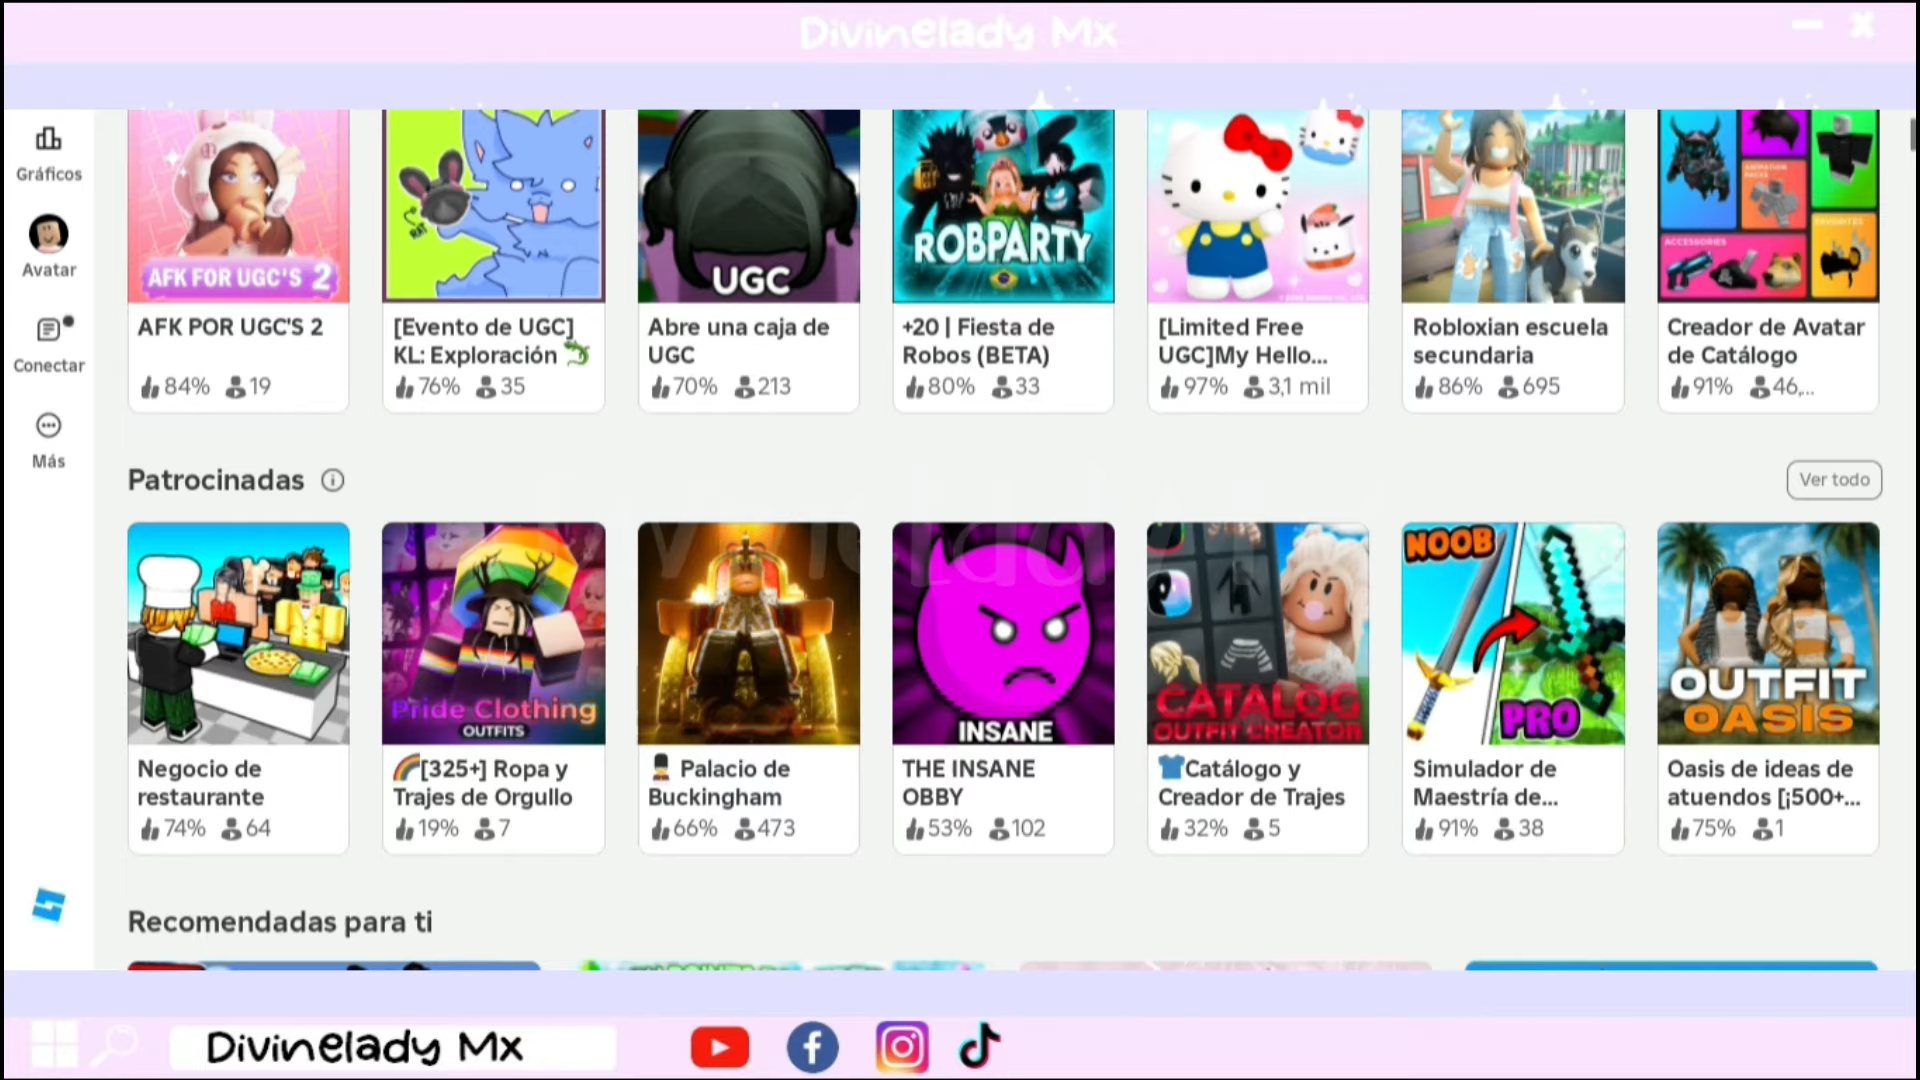 Divinelady Mx
Gráficos
Avatar
Conectar
Más
AFK FOR UGC'S 2
RAT
UGC
ROBPARTY
ANIMATION PACKS
FAVORITES
ACCESSORIES
AFK POR UGC'S 2
84% 19
[Evento de UGC]
KL: Exploración 🦎
76% 35
Abre una caja de
UGC
70% 213
+20 | Fiesta de
Robos (BETA)
80% 33
[Limited Free
UGC]My Hello...
97% 3,1 mil
Robloxian escuela
secundaria
86% 695
Creador de Avatar
de Catálogo
91% 46,...
Patrocinadas
Ver todo
Pride Clothing
OUTFITS
INSANE
CATALOG
OUTFIT CREATOR
NOOB
PRO
OUTFIT
OASIS
Negocio de
restaurante
74% 64
🌈[325+] Ropa y
Trajes de Orgullo
19% 7
💂 Palacio de
Buckingham
66% 473
THE INSANE
OBBY
53% 102
👕Catálogo y
Creador de Trajes
32% 5
Simulador de
Maestría de...
91% 38
Oasis de ideas de
atuendos [¡500+...
75% 1
Recomendadas para ti
Divinelady Mx